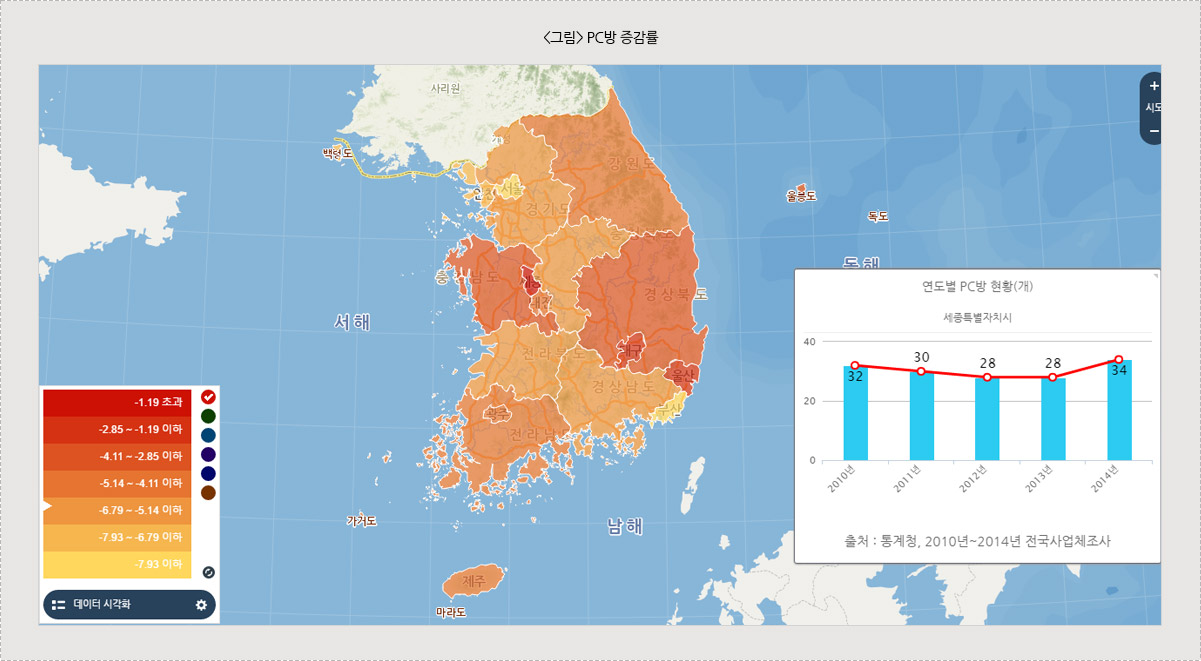 <그림> PC방 증감률
사리원
+
시도
−
백령도
강원도
서울
인천
경기도
울릉도
독도
동해
충청남도
세종
대전
경상북도
서해
전라북도
대구
경상남도
울산
부산
광주
전라남도
가거도
남해
제주
마라도
-1.19 초과
-2.85 ~ -1.19 이하
-4.11 ~ -2.85 이하
-5.14 ~ -4.11 이하
-6.79 ~ -5.14 이하
-7.93 ~ -6.79 이하
-7.93 이하
데이터 시각화
연도별 PC방 현황(개)
세종특별자치시
40
20
0
32
30
28
28
34
2010년
2011년
2012년
2013년
2014년
출처 : 통계청, 2010년~2014년 전국사업체조사